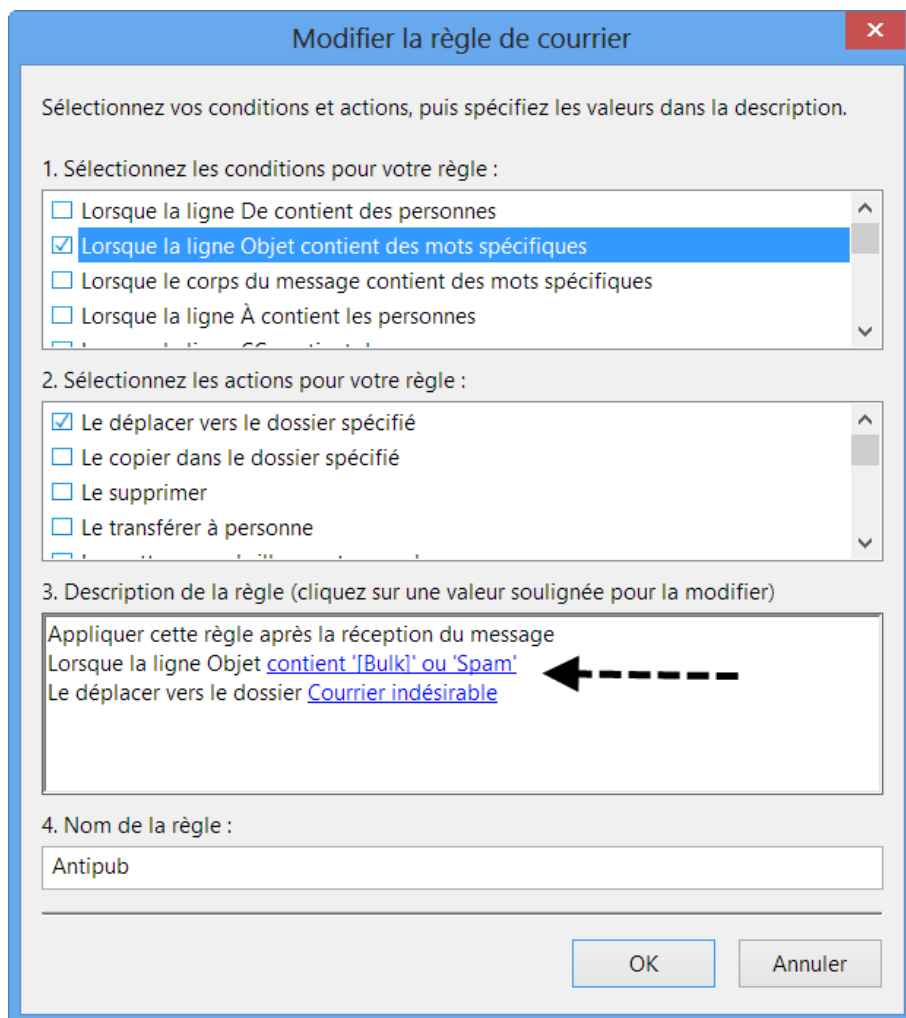 Modifier la règle de courrier
Sélectionnez vos conditions et actions, puis spécifiez les valeurs dans la description.
1. Sélectionnez les conditions pour votre règle :
Lorsque la ligne De contient des personnes
Lorsque la ligne Objet contient des mots spécifiques
Lorsque le corps du message contient des mots spécifiques
Lorsque la ligne À contient les personnes
2. Sélectionnez les actions pour votre règle :
Le déplacer vers le dossier spécifié
Le copier dans le dossier spécifié
Le supprimer
Le transférer à personne
3. Description de la règle (cliquez sur une valeur soulignée pour la modifier)
Appliquer cette règle après la réception du message
Lorsque la ligne Objet contient '[Bulk]' ou 'Spam'
Le déplacer vers le dossier Courrier indésirable
4. Nom de la règle :
Antipub
OK Annuler